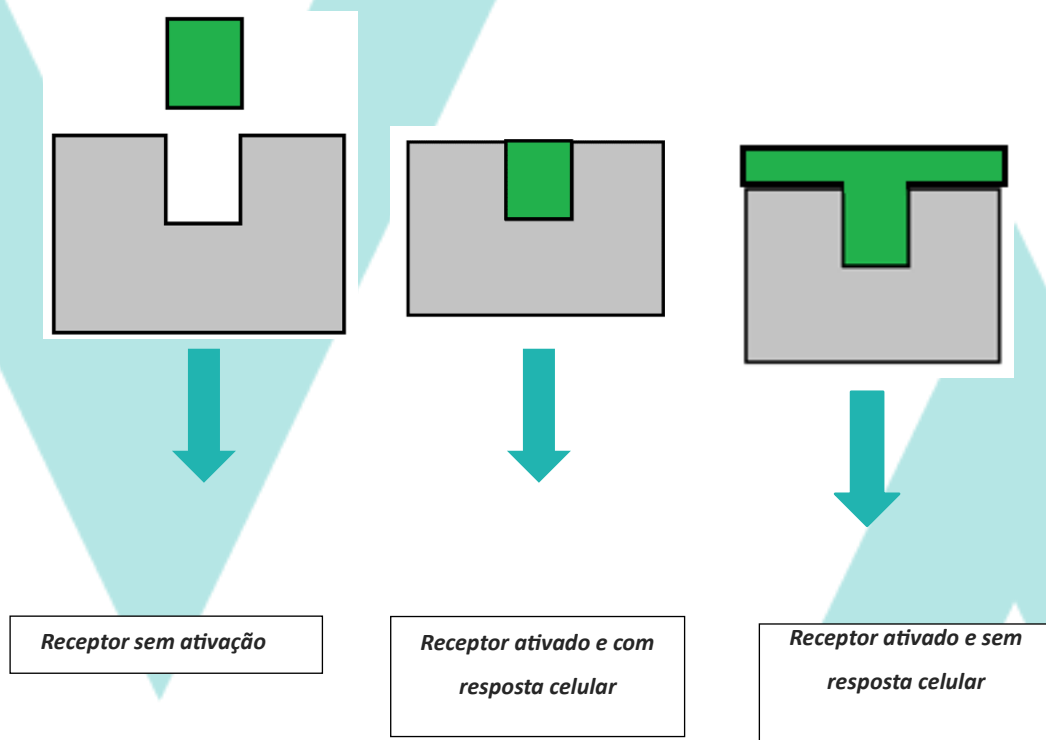 Receptor sem ativação
Receptor ativado e com
resposta celular
Receptor ativado e sem
resposta celular